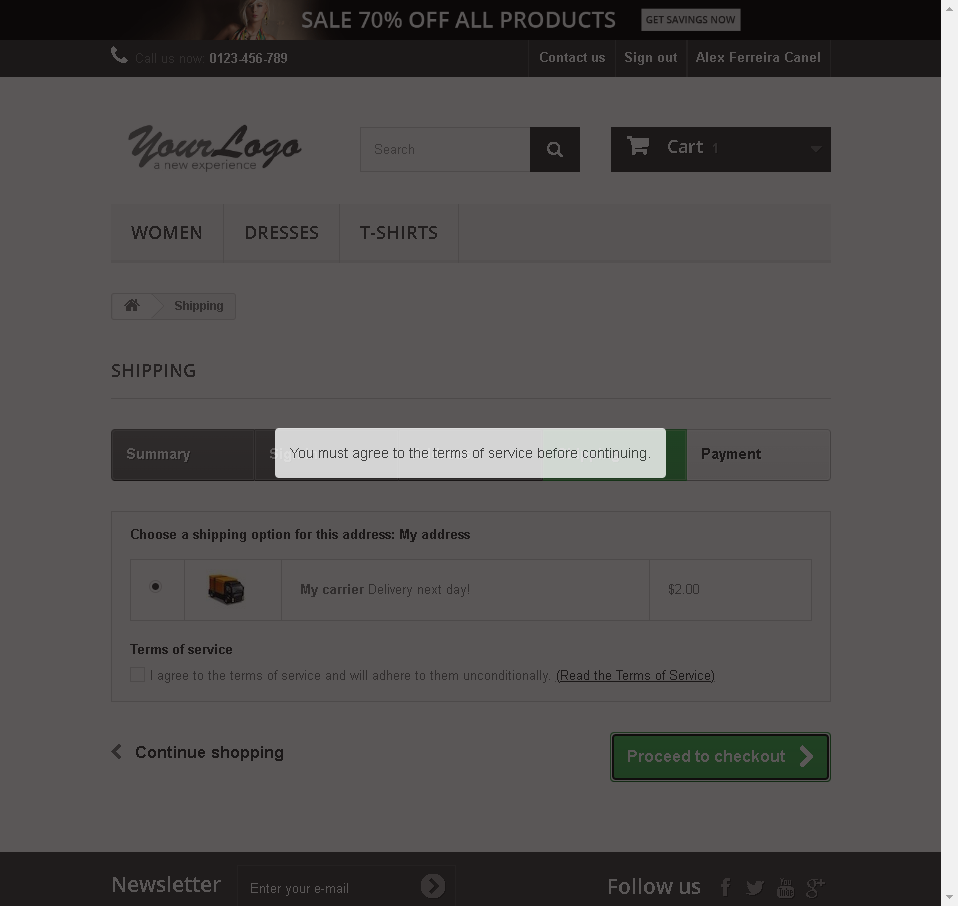 SALE 70% OFF ALL PRODUCTS GET SAVINGS NOW
Call us now: 0123-456-789 Contact us Sign out Alex Ferreira Canel
YourLogo
a new experience
Search
Cart 1
WOMEN DRESSES T-SHIRTS
Shipping
SHIPPING
Summary
You must agree to the terms of service before continuing.
Payment
Choose a shipping option for this address: My address
My carrier Delivery next day! $2.00
Terms of service
I agree to the terms of service and will adhere to them unconditionally. (Read the Terms of Service)
Continue shopping Proceed to checkout
Newsletter Enter your e-mail Follow us You Tube g+